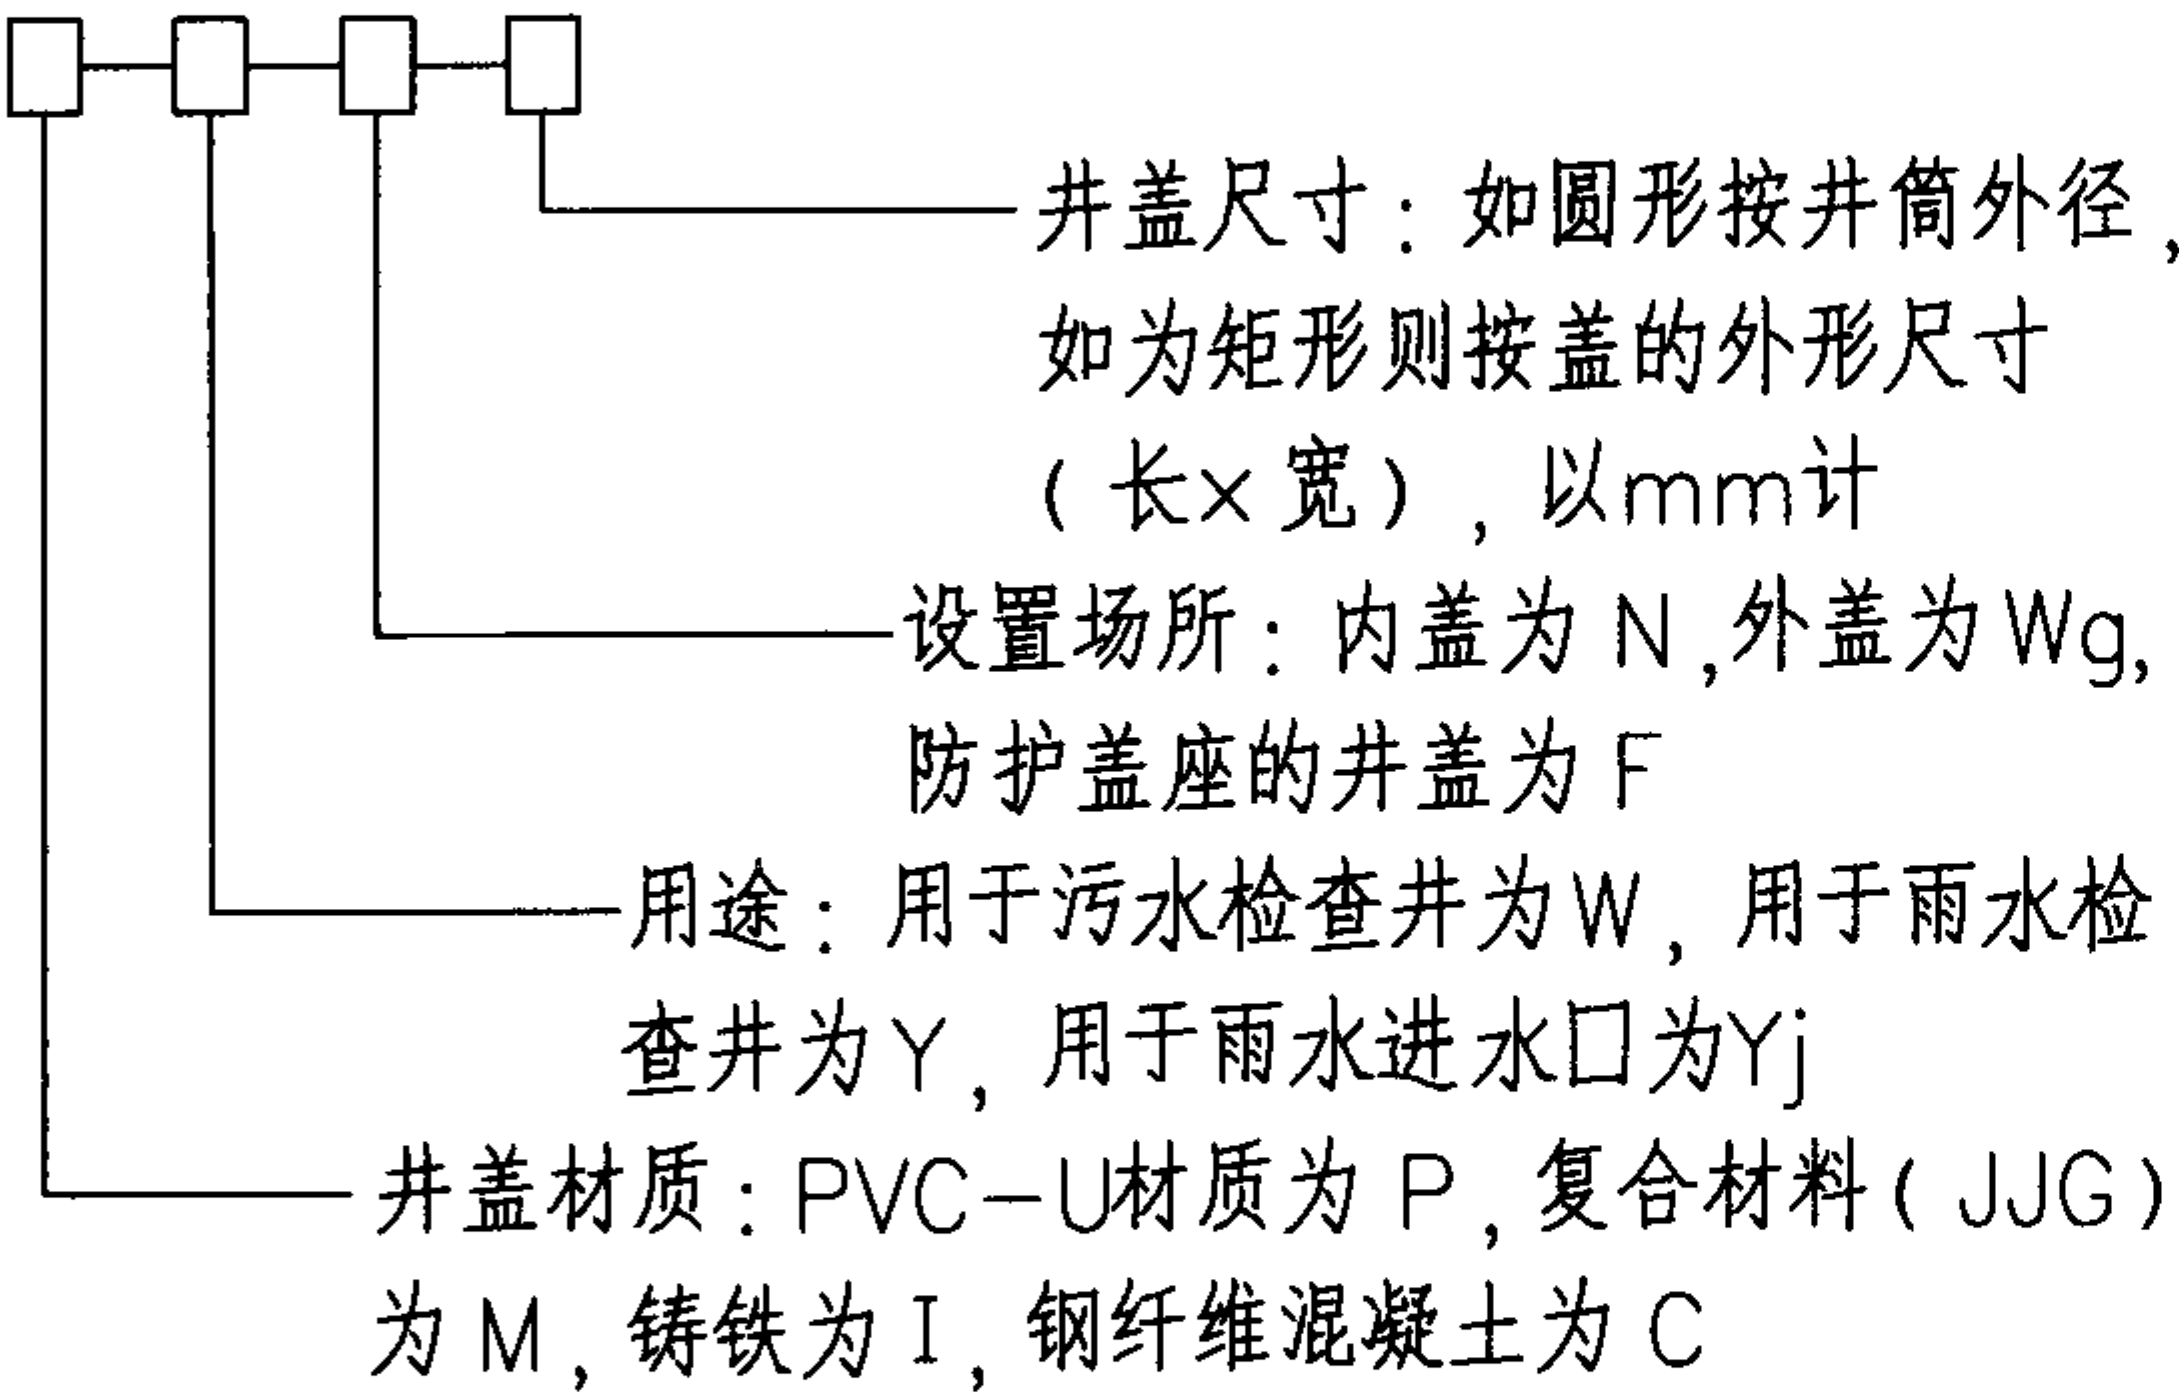 井盖尺寸：如圆形按井筒外径，
如为矩形则按盖的外形尺寸
（长×宽），以mm计
设置场所：内盖为N，外盖为Wg，
防护盖座的井盖为F
用途：用于污水检查井为W，用于雨水检
查井为Y，用于雨水进水口为Yj
井盖材质：PVC-U材质为P，复合材料（JJG）
为M，铸铁为I，钢纤维混凝土为C